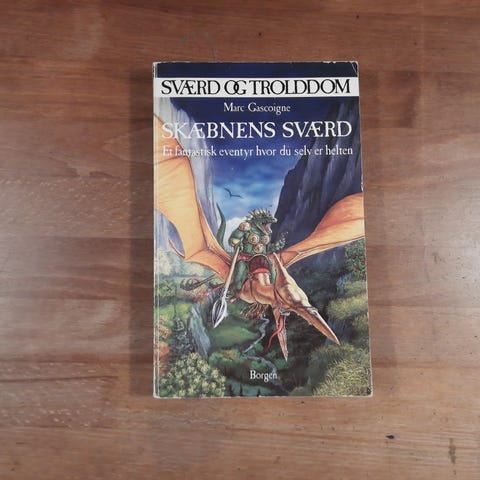 SVÆRD OG TROLDDOM
Marc Gascoigne
SKÆBNENS SVÆRD
Et fantastisk eventyr hvor du selv er helten
Borgen